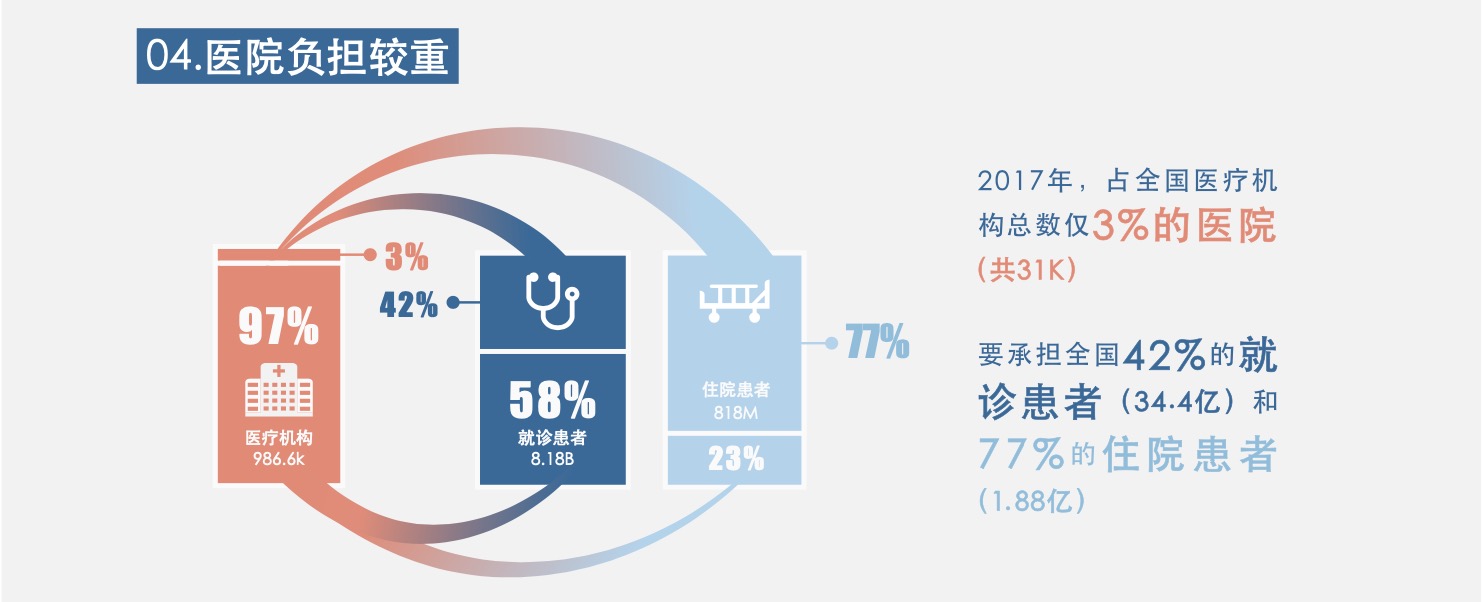 04.医院负担较重
3%
42%
97%
医疗机构
986.6k
58%
就诊患者
8.18B
住院患者
818M
77%
23%
2017年，占全国医疗机
构总数仅3%的医院
(共31K)
要承担全国42%的就
诊患者（34.4亿）和
77%的住院患者
(1.88亿)